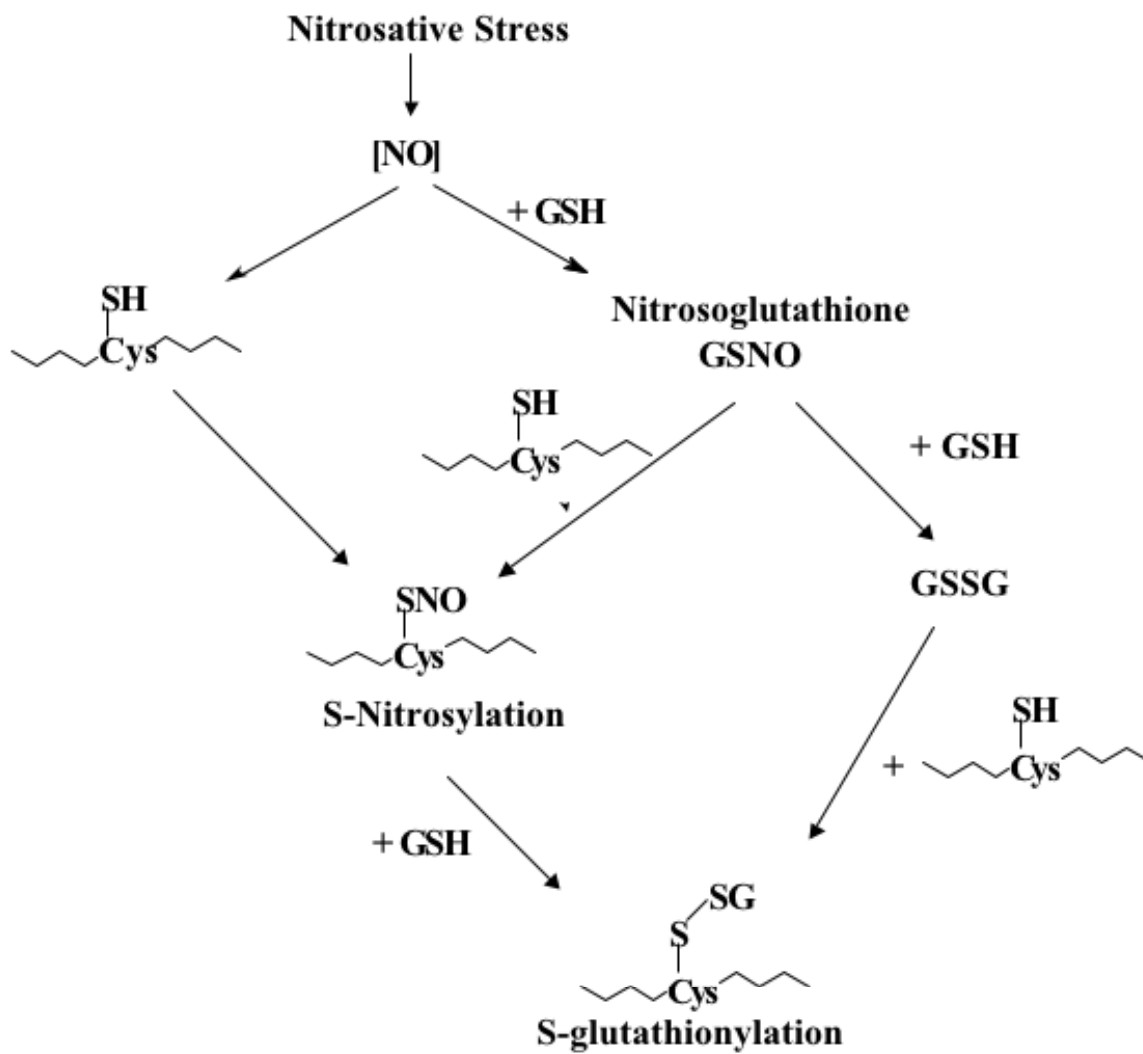 Nitrosative Stress
[NO]
+ GSH
SH
Cys
Nitrosoglutathione
GSNO
SH
Cys
+ GSH
SNO
Cys
GSSG
S-Nitrosylation
SH
+ Cys
+ GSH
SG
S
Cys
S-glutathionylation